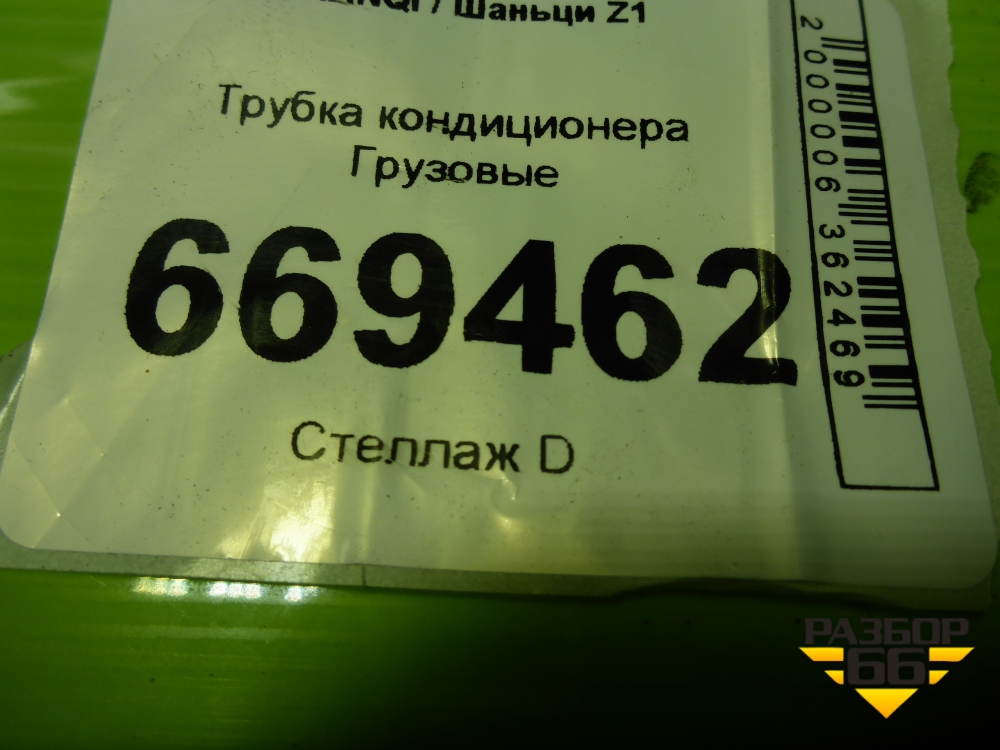 / Шаньци Z1
Трубка кондиционера
Грузовые
669462
Стеллаж D
2000006362469
РАЗБОР
66